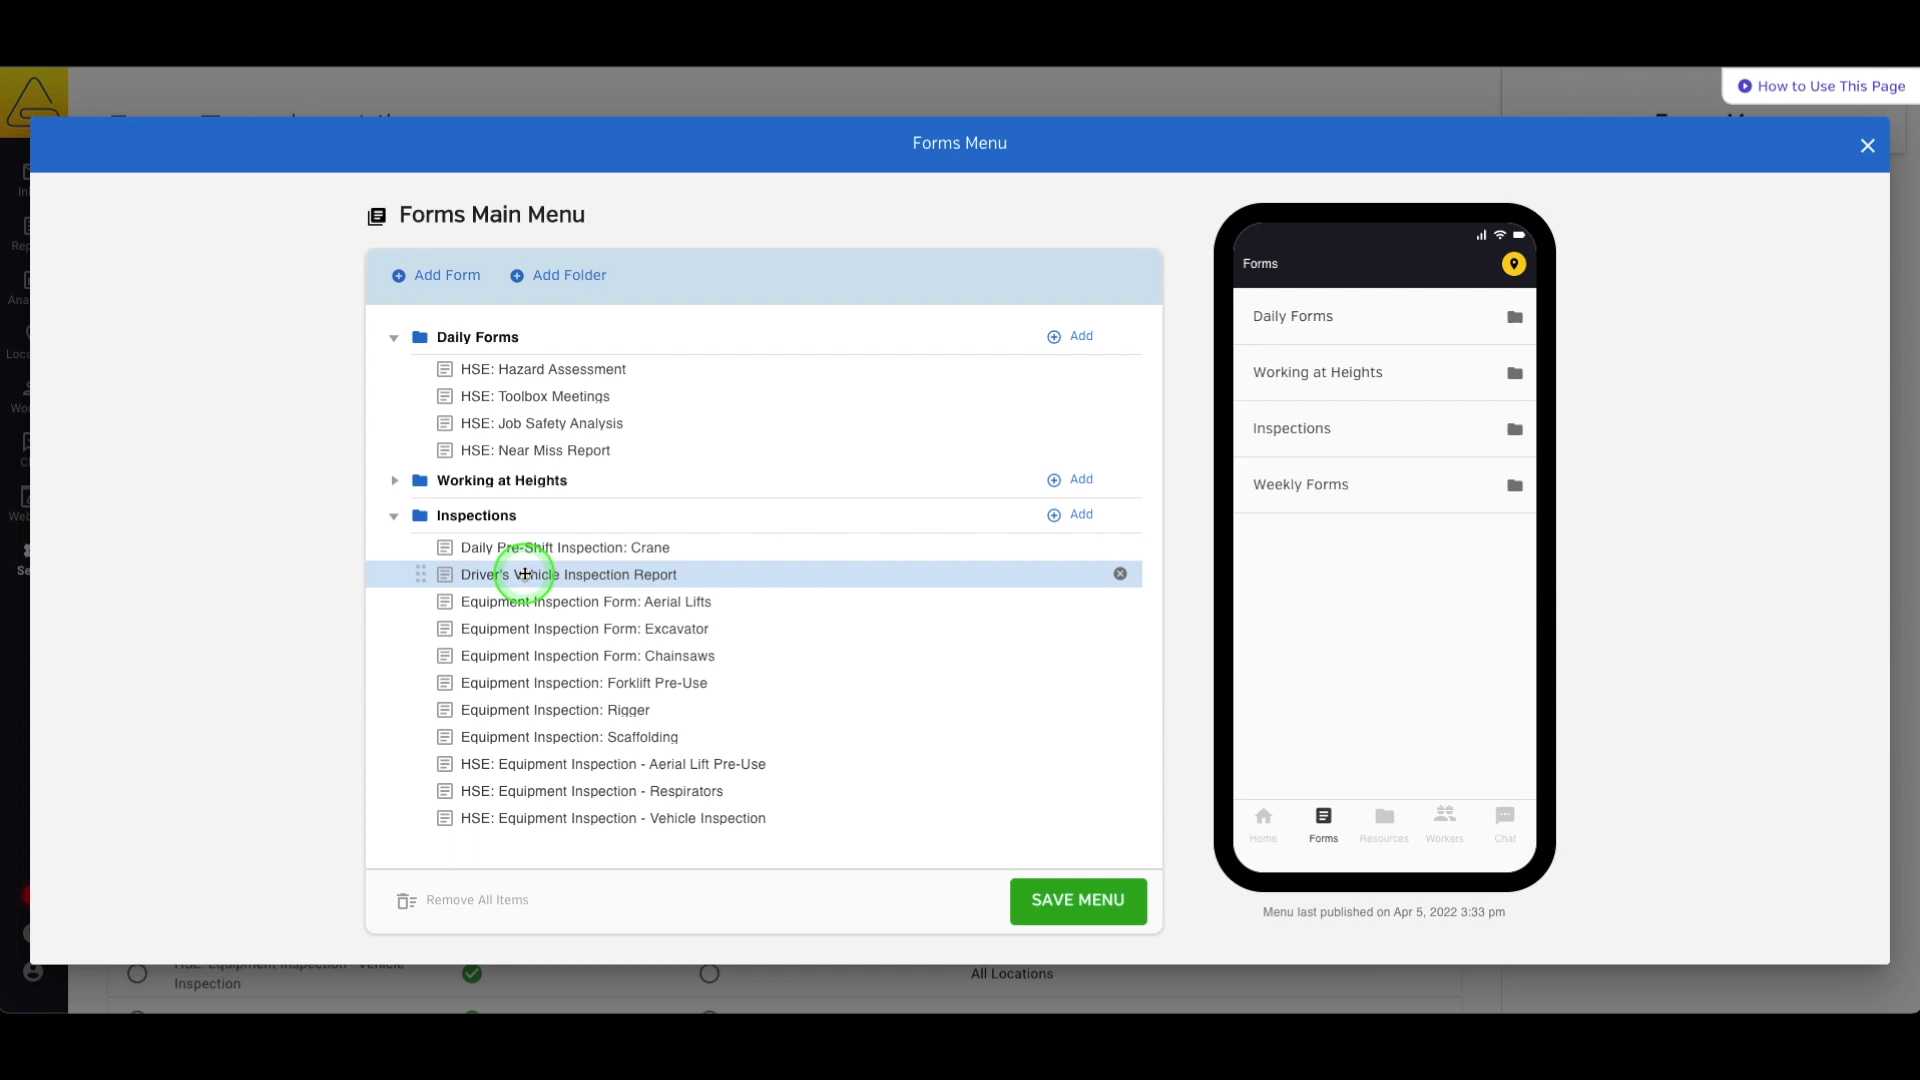 How to Use This Page
Forms Menu
Forms Main Menu
Add Form
Add Folder
Daily Forms
Add
HSE: Hazard Assessment
HSE: Toolbox Meetings
HSE: Job Safety Analysis
HSE: Near Miss Report
Working at Heights
Add
Inspections
Add
Daily Pre-Shift Inspection: Crane
Driver's Vehicle Inspection Report
Equipment Inspection Form: Aerial Lifts
Equipment Inspection Form: Excavator
Equipment Inspection Form: Chainsaws
Equipment Inspection: Forklift Pre-Use
Equipment Inspection: Rigger
Equipment Inspection: Scaffolding
HSE: Equipment Inspection - Aerial Lift Pre-Use
HSE: Equipment Inspection - Respirators
HSE: Equipment Inspection - Vehicle Inspection
Remove All Items
SAVE MENU
Forms
Daily Forms
Working at Heights
Inspections
Weekly Forms
Home
Forms
Resources
Workers
Chat
Menu last published on Apr 5, 2022 3:33 pm
HSE: Equipment Inspection - Vehicle
Inspection
All Locations